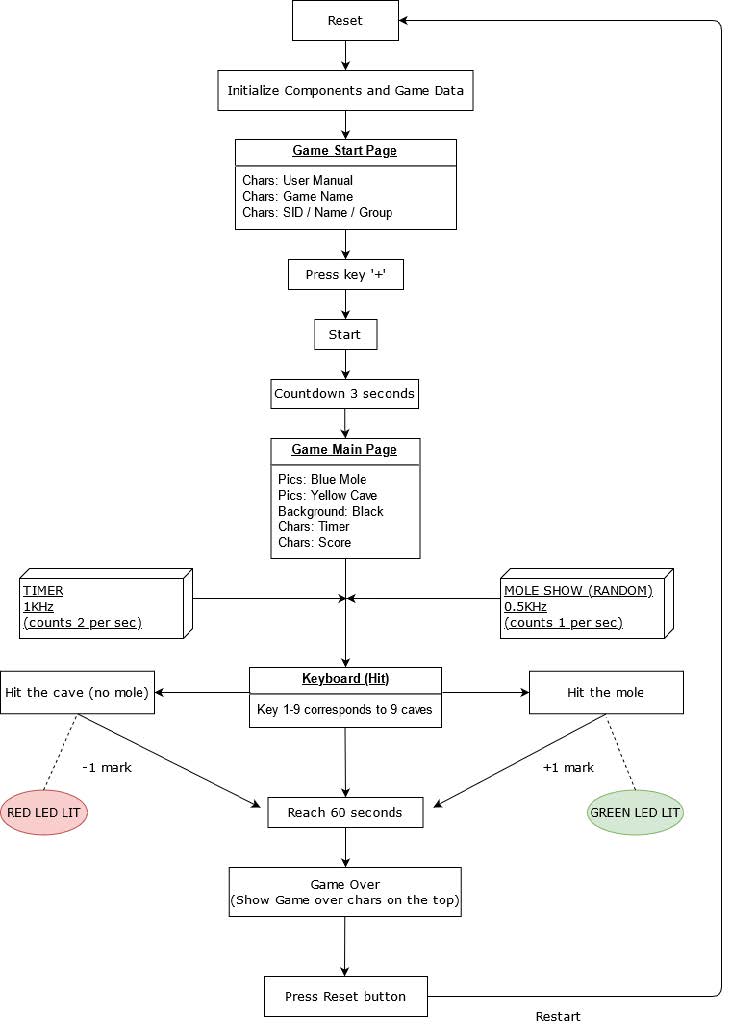 Reset
Initialize Components and Game Data
Game Start Page
Chars: User Manual
Chars: Game Name
Chars: SID / Name / Group
Press key '+'
Start
Countdown 3 seconds
Game Main Page
Pics: Blue Mole
Pics: Yellow Cave
Background: Black
Chars: Timer
Chars: Score
TIMER
1KHz
(counts 2 per sec)
MOLE SHOW (RANDOM)
0.5KHz
(counts 1 per sec)
Hit the cave (no mole)
Keyboard (Hit)
Key 1-9 corresponds to 9 caves
Hit the mole
-1 mark
+1 mark
RED LED LIT
Reach 60 seconds
GREEN LED LIT
Game Over
(Show Game over chars on the top)
Press Reset button
Restart